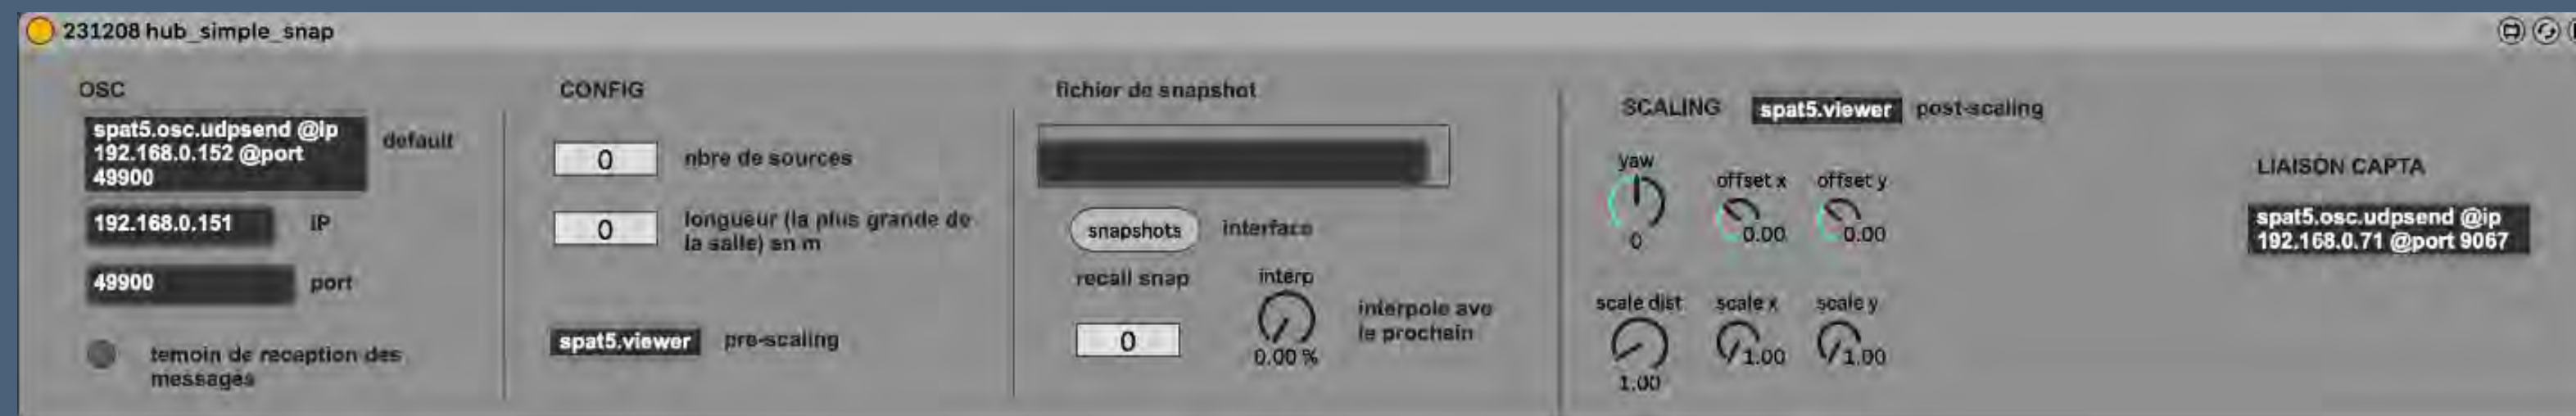 231208 hub_simple_snap
OSC
spat5.osc.udpsend @ip
192.168.0.152 @port
49900
default
192.168.0.151
IP
49900
port
temoin de reception des
messages
CONFIG
0
nbre de sources
0
longueur (la plus grande de
la salle) en m
spat5.viewer
pre-scaling
fichier de snapshot
snapshots
interface
recall snap
0
interp
0.00 %
interpole ave
le prochain
SCALING
spat5.viewer
post-scaling
yaw
0
offset x
0.00
offset y
0.00
scale dist
1.00
scale x
1.00
scale y
1.00
LIAISON CAPTA
spat5.osc.udpsend @ip
192.168.0.71 @port 9067